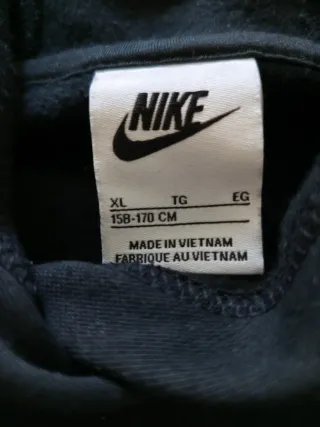 NIKE
XL TG EG
158-170 CM
MADE IN VIETNAM
FABRIQUE AU VIETNAM